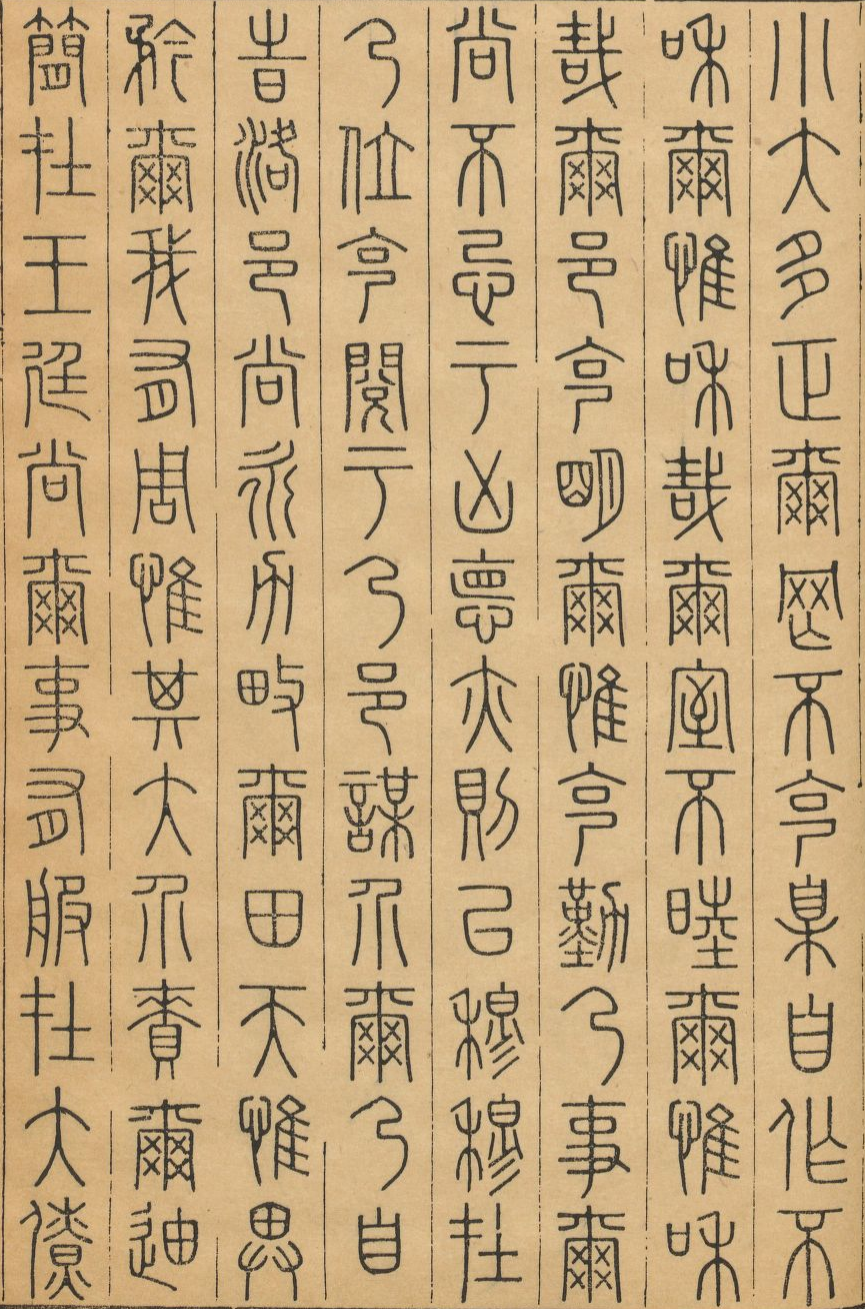 小大多正爾罔不克臬自作不
和爾惟和哉爾室不睦爾惟和
哉爾邑克明爾惟克勤乃事爾
尚不忌于凶悳亦則以穆穆在
乃位克閱于乃邑謀介爾乃自
時洛邑尚永力畋爾田天惟畀
矜爾我有周惟其大介賚爾迪
簡在王庭尚爾事有服在大僚